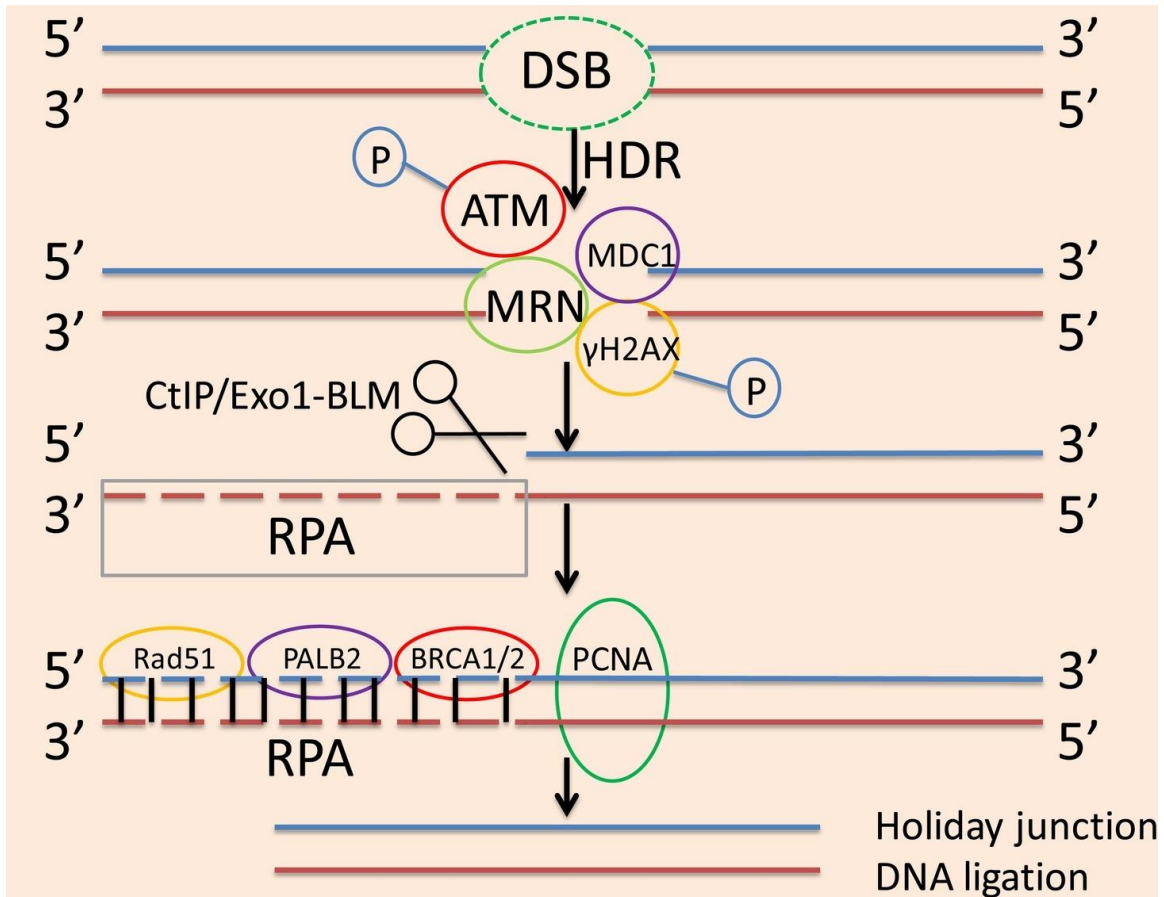 5′ 3′
DSB
3′ 5′
HDR
P
ATM
MDC1
5′ 3′
MRN
3′ 5′
γH2AX
P
CtIP/Exo1-BLM
5′ 3′
3′ 5′
RPA
Rad51 PALB2 BRCA1/2 PCNA
5′ 3′
3′ 5′
RPA
Holiday junction
DNA ligation